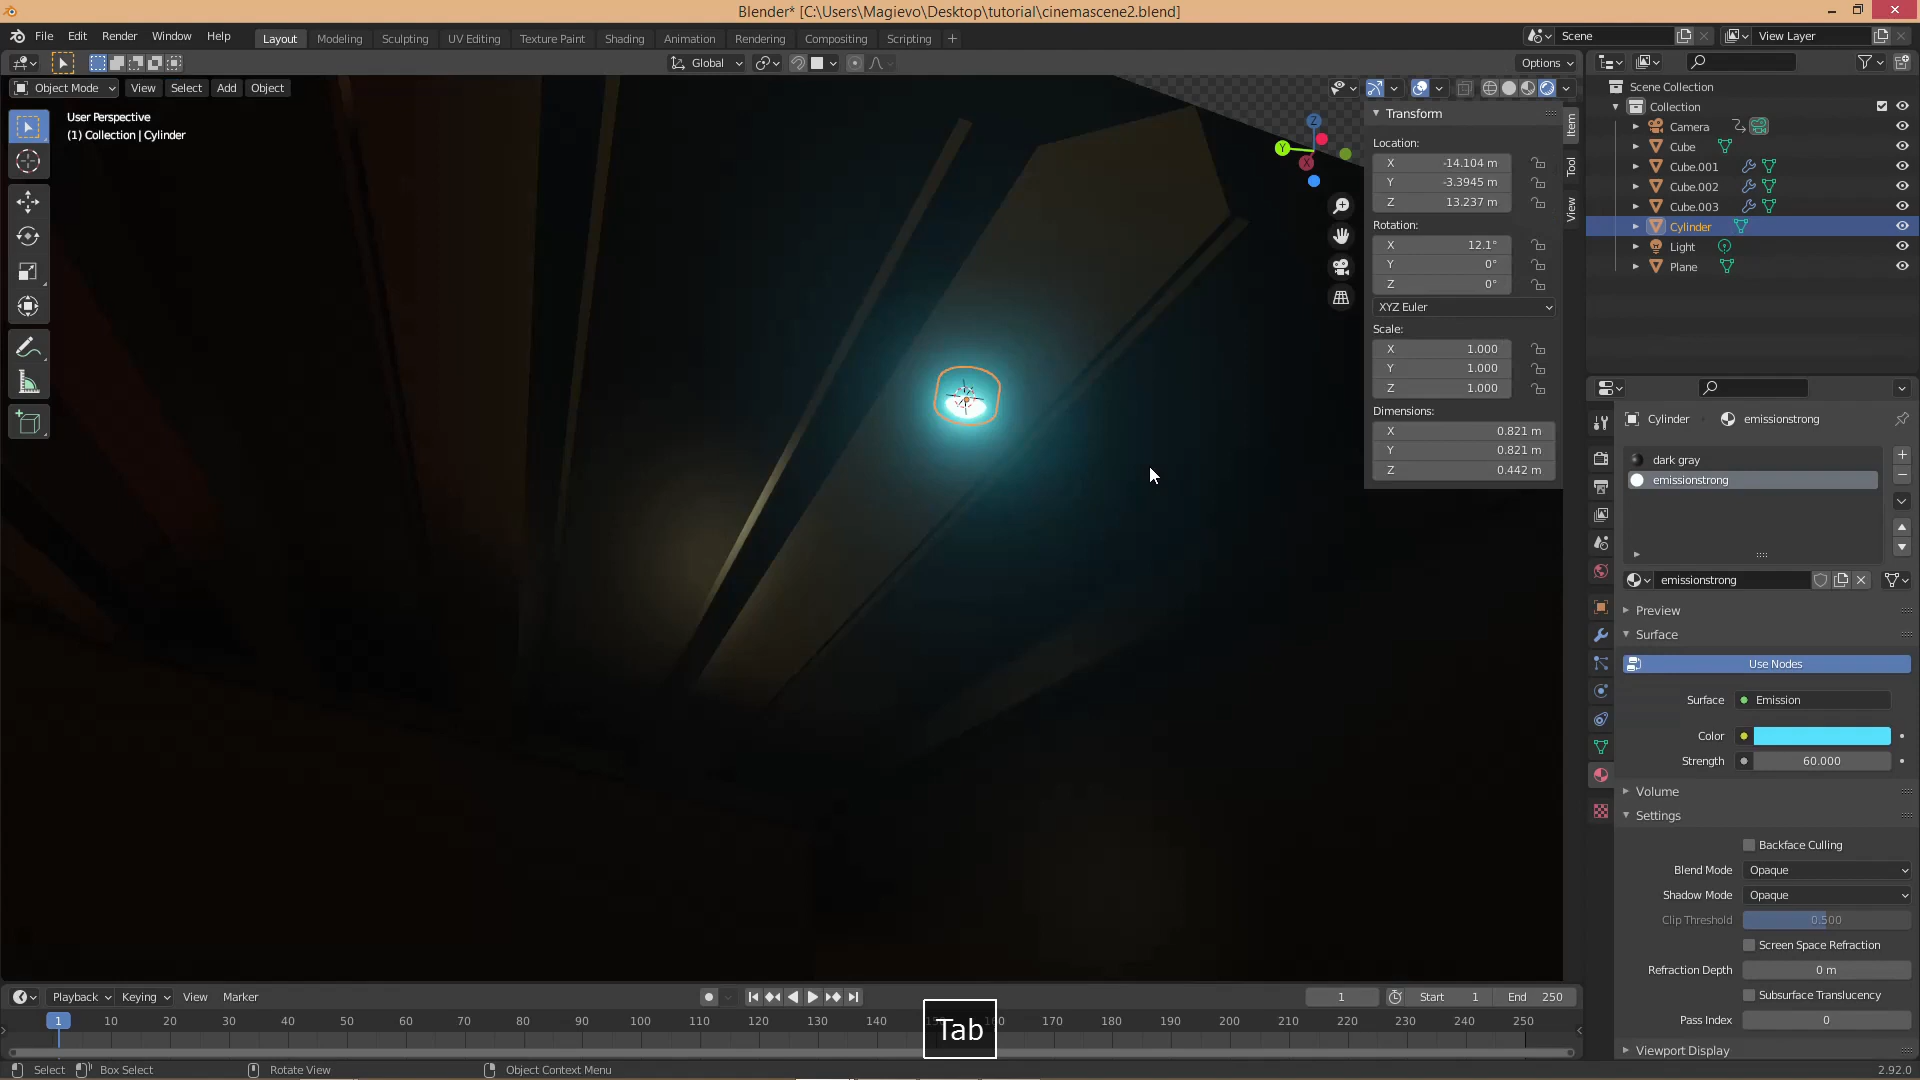 Blender* [C:\Users\Magievo\Desktop\tutorial\cinemascene2.blend]
File Edit Render Window Help Layout Modeling Sculpting UV Editing Texture Paint Shading Animation Rendering Compositing Scripting Scene View Layer
Global Options
Object Mode View Select Add Object
User Perspective
(1) Collection | Cylinder
Transform
Location:
X -14.104 m
Y -3.3945 m
Z 13.237 m
Rotation:
X 12.1°
Y 0°
Z 0°
XYZ Euler
Scale:
X 1.000
Y 1.000
Z 1.000
Dimensions:
X 0.821 m
Y 0.821 m
Z 0.442 m
Item
Tool
View
Z
Y
X
Scene Collection
Collection
Camera
Cube
Cube.001
Cube.002
Cube.003
Cylinder
Light
Plane
Cylinder emissionstrong
dark gray
emissionstrong
emissionstrong
Preview
Surface
Use Nodes
Surface Emission
Color
Strength 60.000
Volume
Settings
Backface Culling
Blend Mode Opaque
Shadow Mode Opaque
Clip Threshold 0.500
Screen Space Refraction
Refraction Depth 0 m
Subsurface Translucency
Pass Index 0
Viewport Display
Playback Keying View Marker 1 Start 1 End 250
1 10 20 30 40 50 60 70 80 90 100 110 120 130 140 160 170 180 190 200 210 220 230 240 250
Tab
Select Box Select Rotate View Object Context Menu 2.92.0